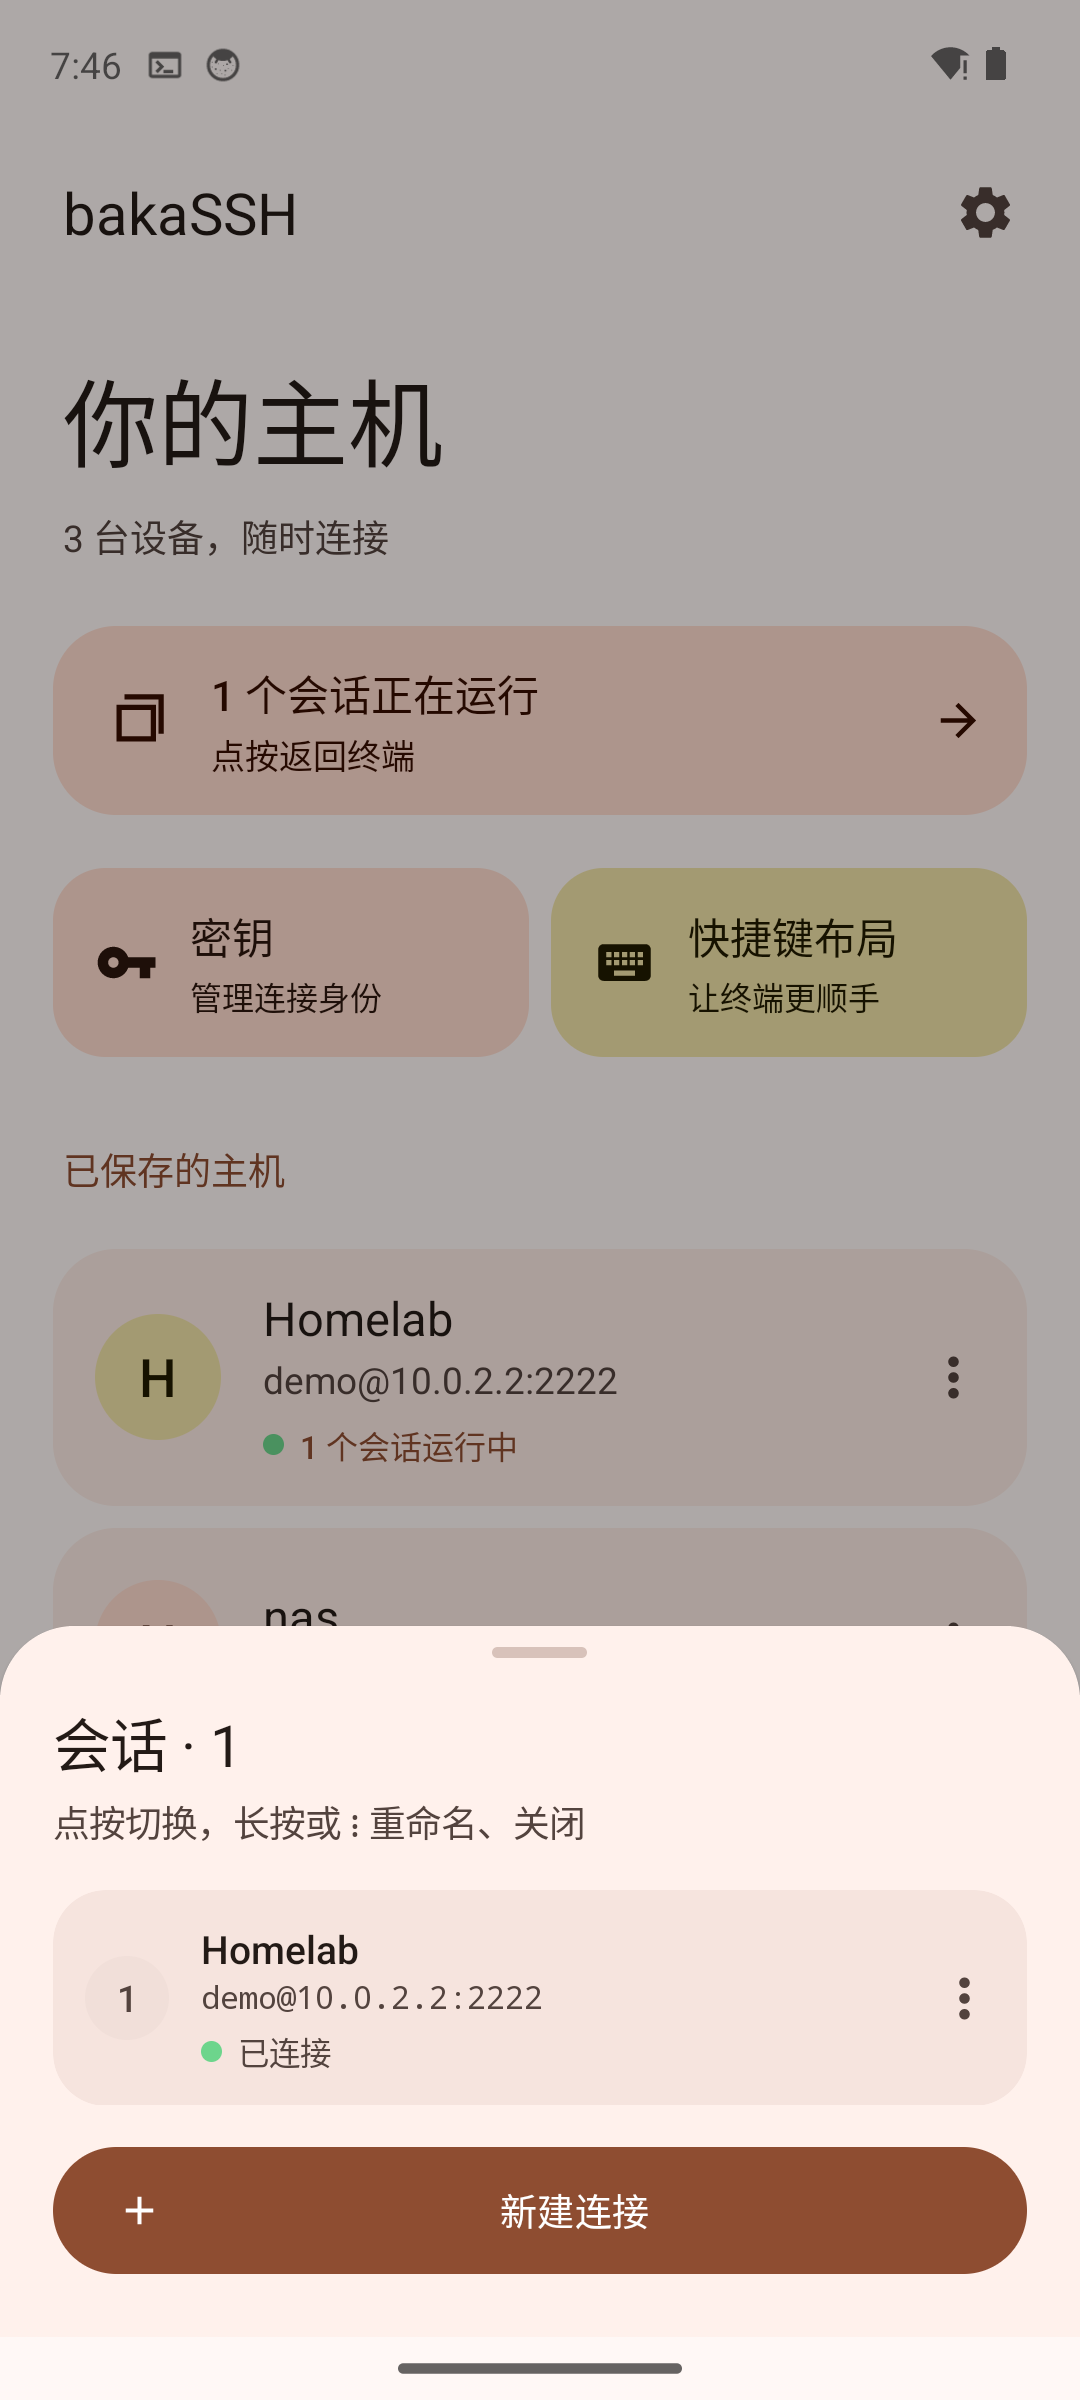 7:46
bakaSSH
你的主机
3 台设备，随时连接
1 个会话正在运行
点按返回终端
密钥
管理连接身份
快捷键布局
让终端更顺手
已保存的主机
H
Homelab
demo@10.0.2.2:2222
1 个会话运行中
nas
会话 · 1
点按切换，长按或 ⋮ 重命名、关闭
1
Homelab
demo@10.0.2.2:2222
已连接
新建连接